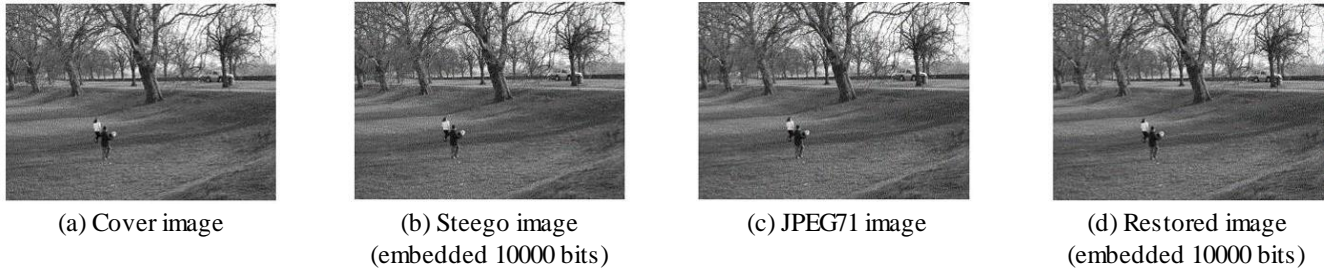 (a) Cover image
(b) Steego image
(embedded 10000 bits)
(c) JPEG71 image
(d) Restored image
(embedded 10000 bits)